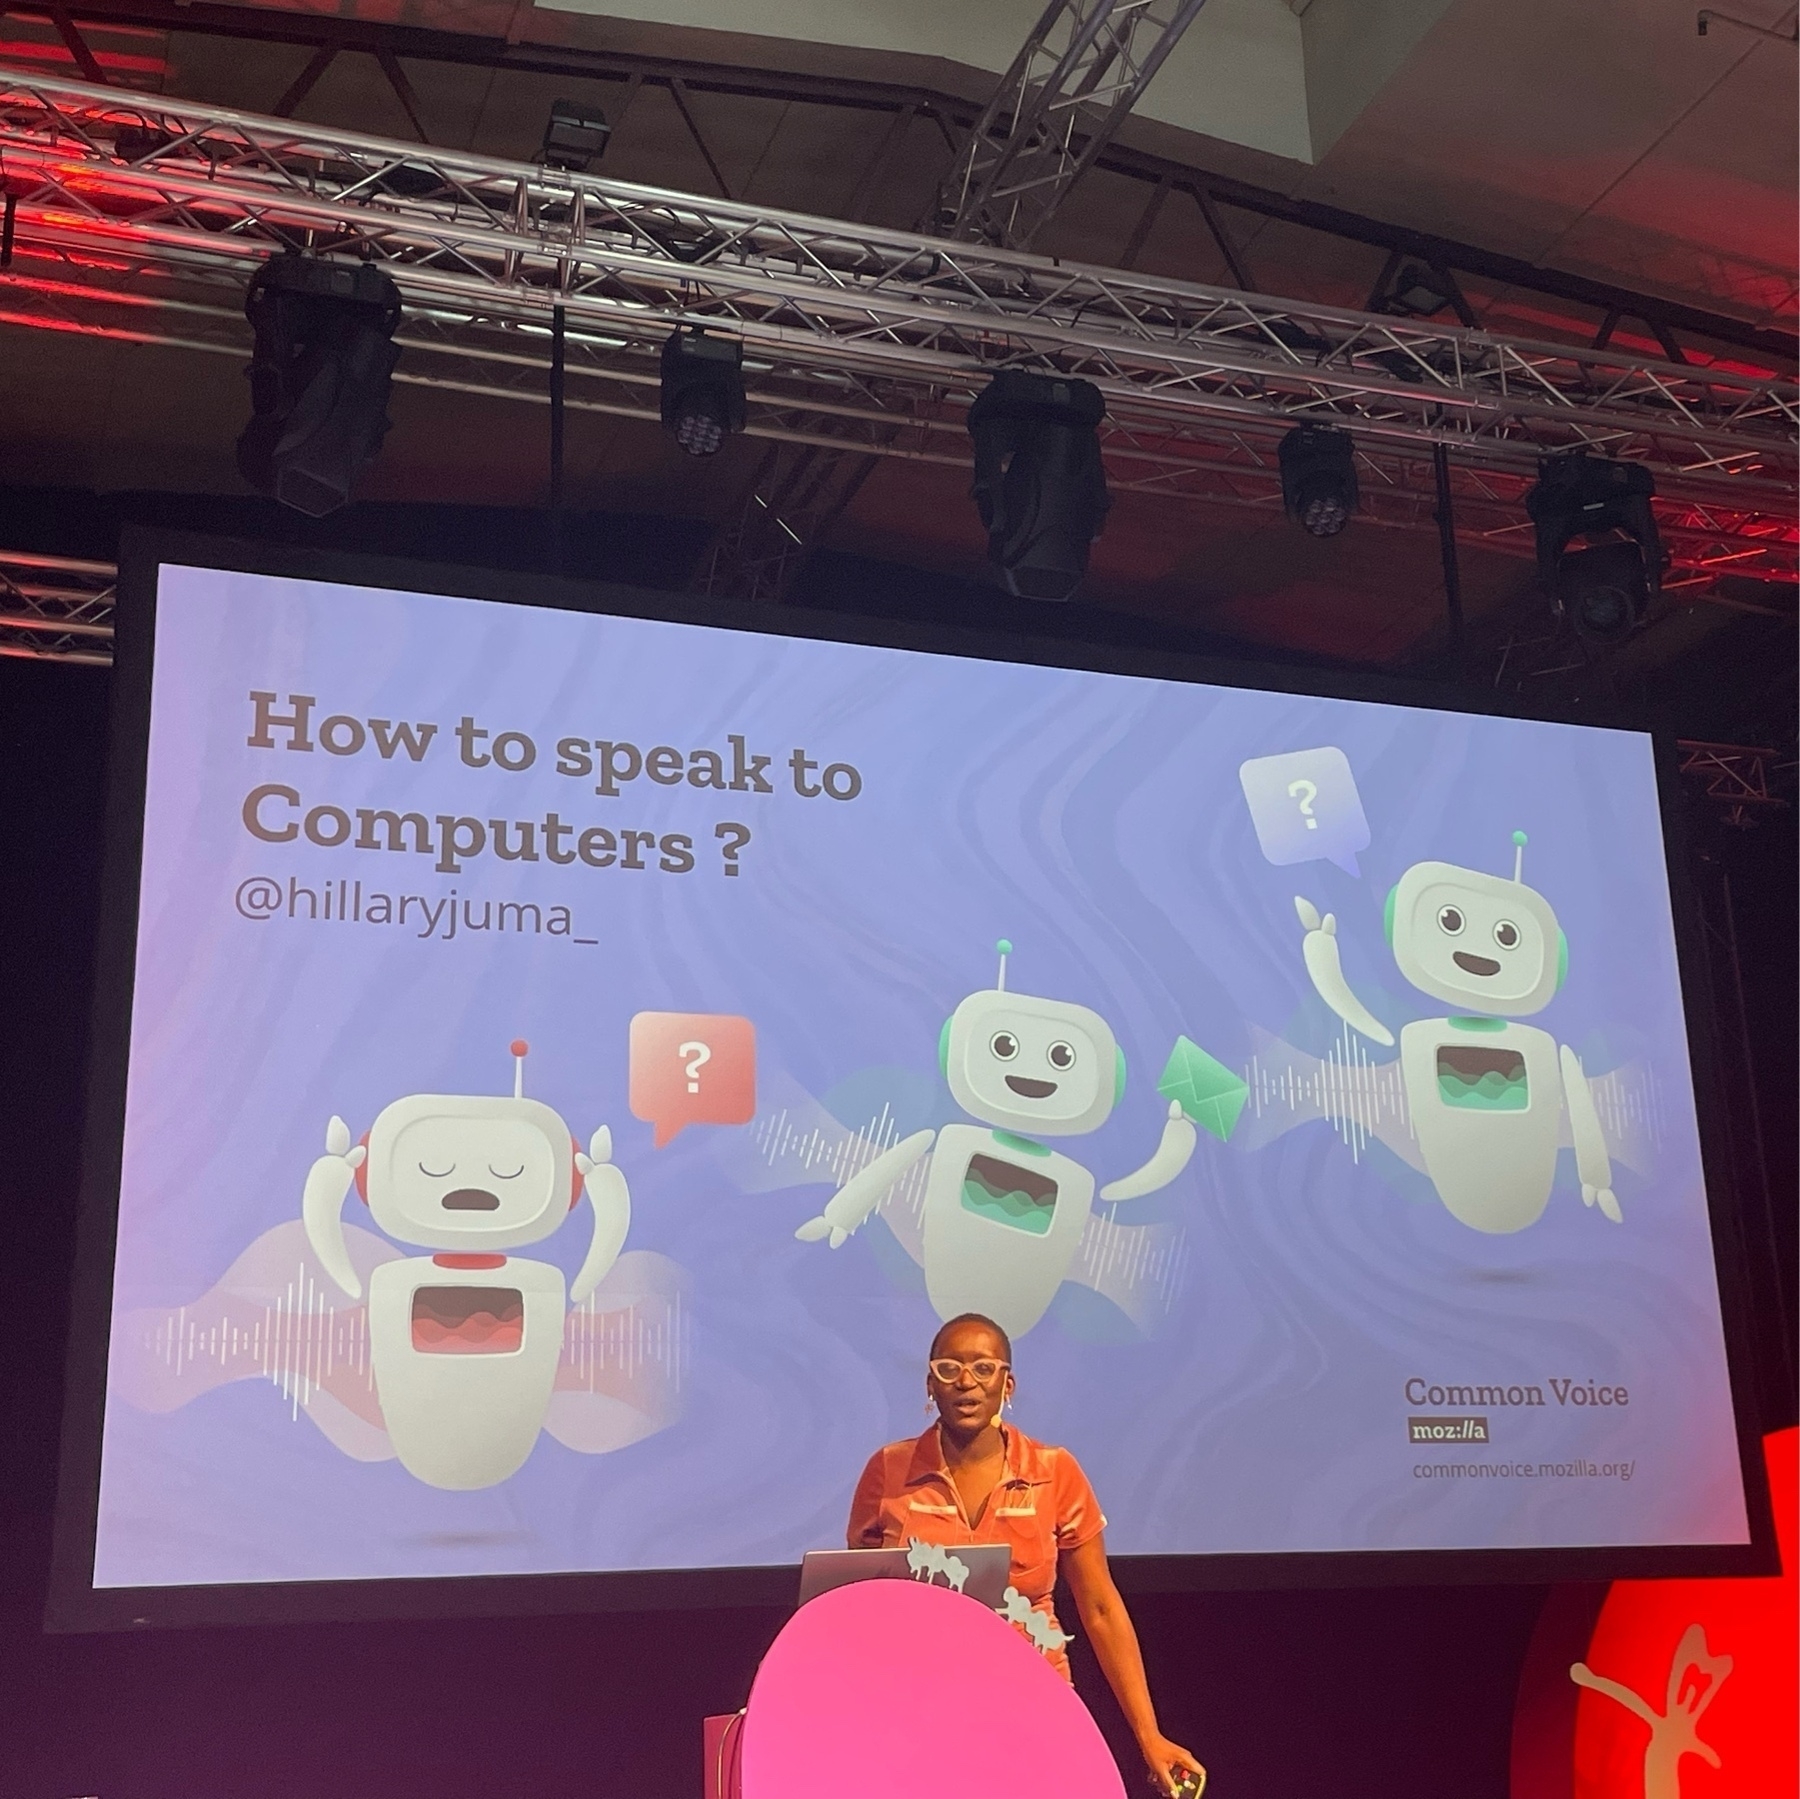 How to speak to
Computers ?
@hillaryjuma_
?
?
Common Voice
moz://a
commonvoice.mozilla.org/